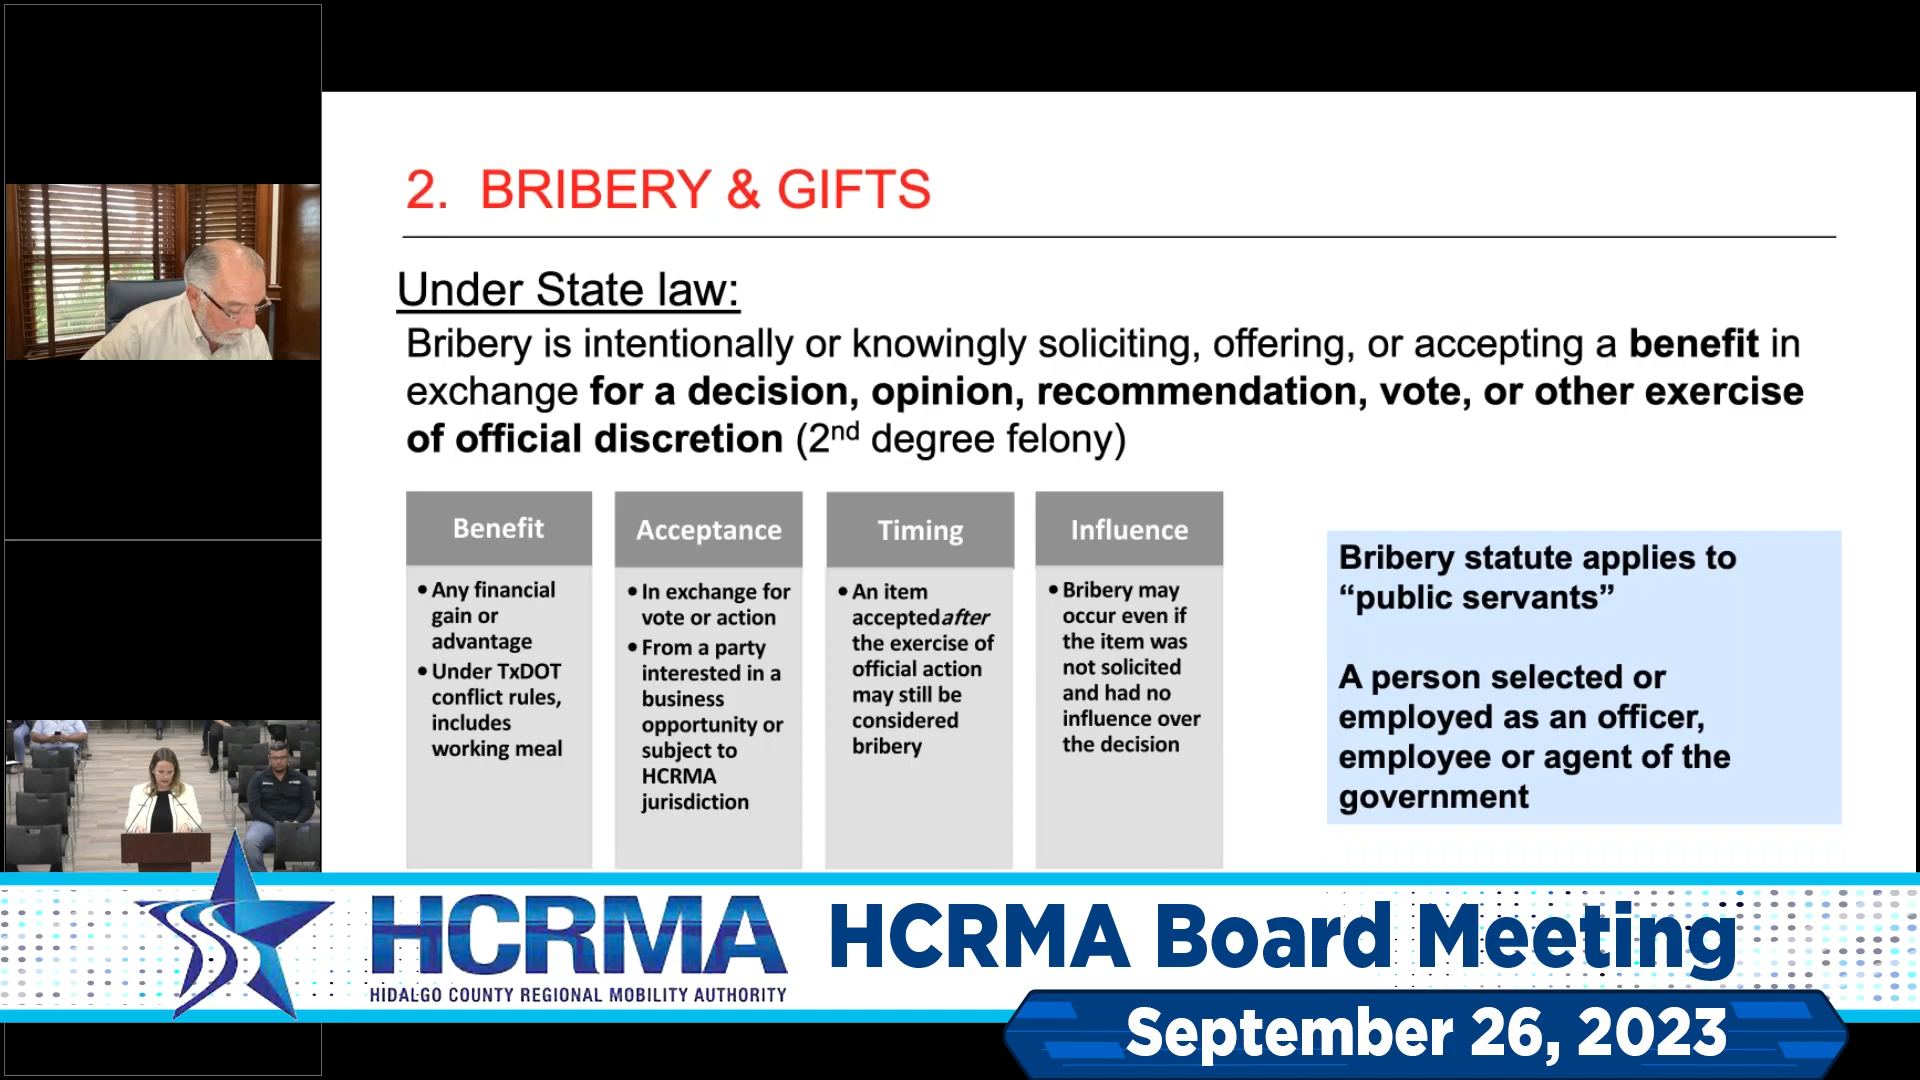 2. BRIBERY & GIFTS
Under State law:
Bribery is intentionally or knowingly soliciting, offering, or accepting a benefit in
exchange for a decision, opinion, recommendation, vote, or other exercise
of official discretion (2nd degree felony)
Benefit
• Any financial
gain or
advantage
• Under TxDOT
conflict rules,
includes
working meal
Acceptance
• In exchange for
vote or action
• From a party
interested in a
business
opportunity or
subject to
HCRMA
jurisdiction
Timing
• An item
accepted after
the exercise of
official action
may still be
considered
bribery
Influence
• Bribery may
occur even if
the item was
not solicited
and had no
influence over
the decision
Bribery statute applies to
“public servants”
A person selected or
employed as an officer,
employee or agent of the
government
HCRMA
HIDALGO COUNTY REGIONAL MOBILITY AUTHORITY
HCRMA Board Meeting
September 26, 2023